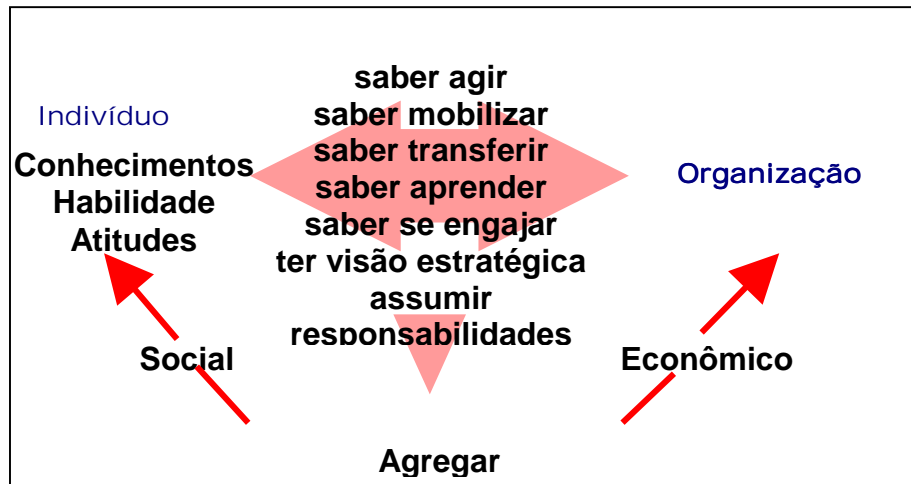 Indivíduo
Conhecimentos
Habilidade
Atitudes
saber agir
saber mobilizar
saber transferir
saber aprender
saber se engajar
ter visão estratégica
assumir
responsabilidades
Organização
Social
Econômico
Agregar